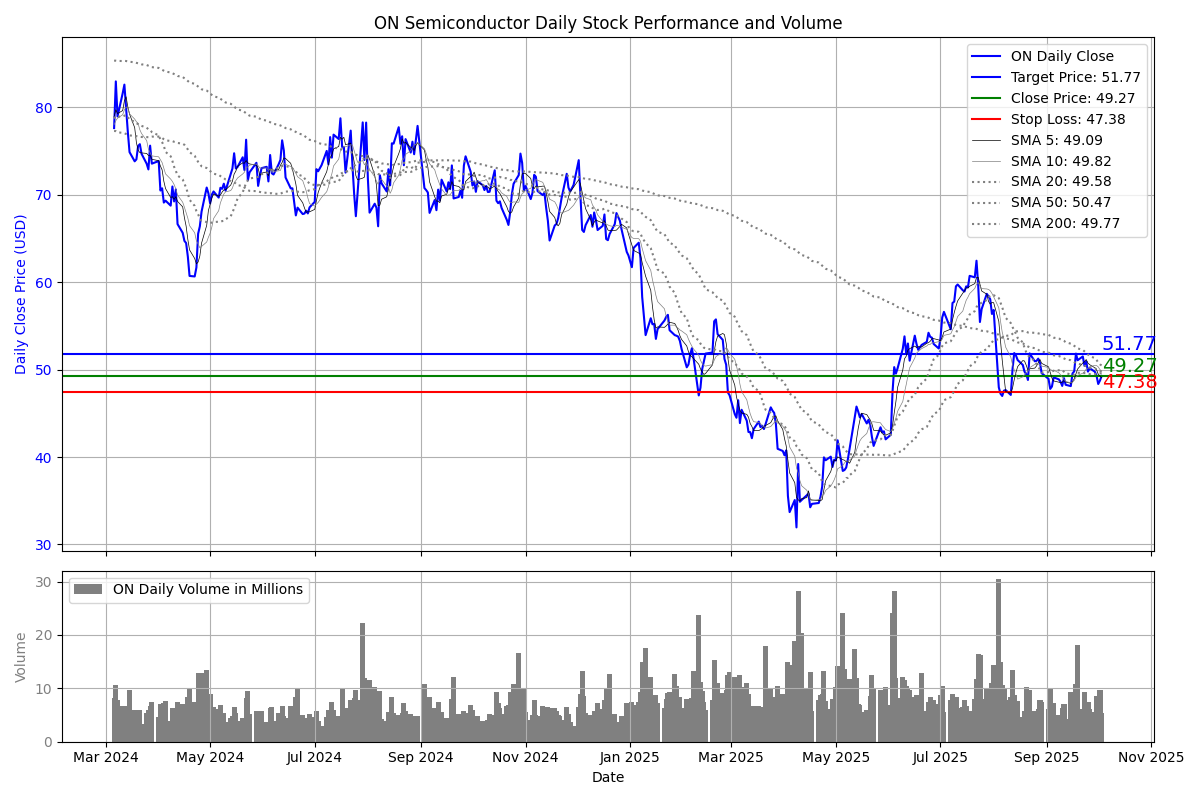 ON Semiconductor Daily Stock Performance and Volume
ON Daily Close
Target Price: 51.77
Close Price: 49.27
Stop Loss: 47.38
SMA 5: 49.09
SMA 10: 49.82
SMA 20: 49.58
SMA 50: 50.47
SMA 200: 49.77
Daily Close Price (USD)
80
70
60
50
40
30
51.77
49.27
47.38
ON Daily Volume in Millions
Volume
30
20
10
0
Mar 2024
May 2024
Jul 2024
Sep 2024
Nov 2024
Jan 2025
Mar 2025
May 2025
Jul 2025
Sep 2025
Nov 2025
Date